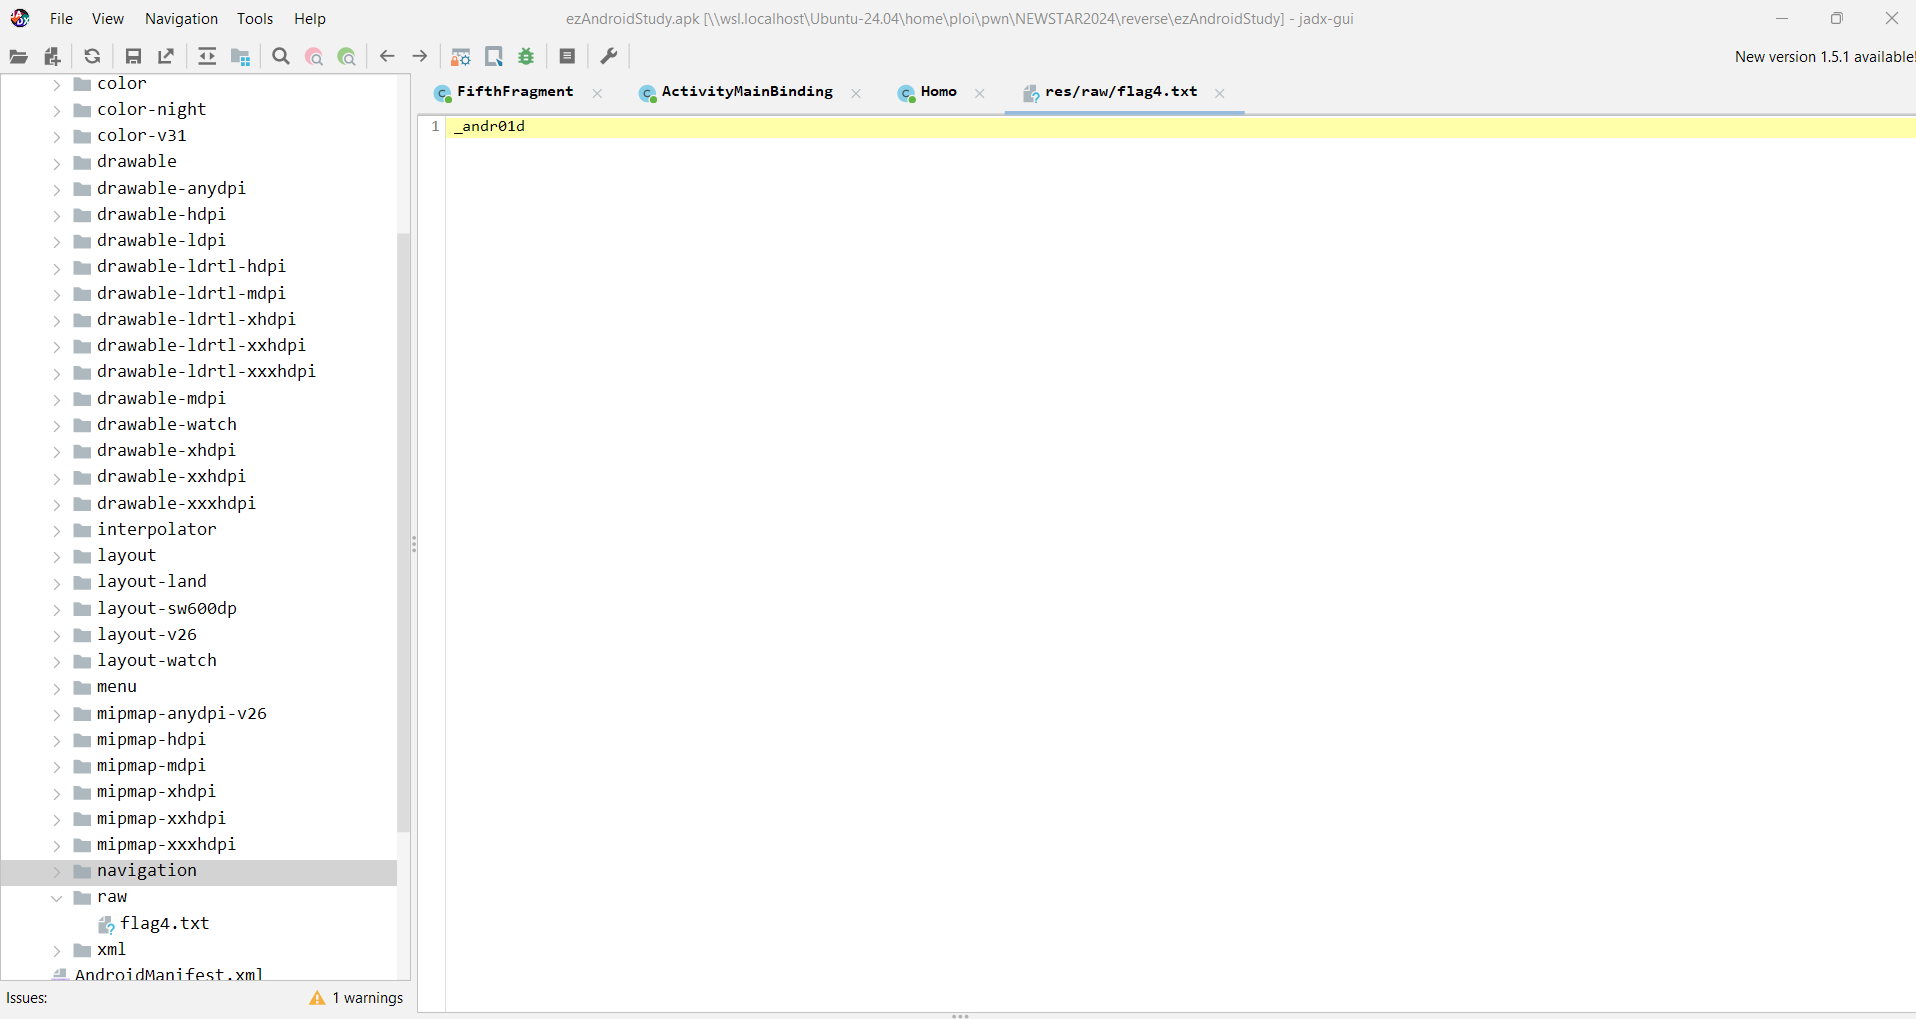 File View Navigation Tools Help
ezAndroidStudy.apk [\\wsl.localhost\Ubuntu-24.04\home\ploi\pwn\NEWSTAR2024\reverse\ezAndroidStudy] - jadx-gui
New version 1.5.1 available!
FifthFragment ActivityMainBinding Homo res/raw/flag4.txt
1 _andr01d
color
color-night
color-v31
drawable
drawable-anydpi
drawable-hdpi
drawable-ldpi
drawable-ldrtl-hdpi
drawable-ldrtl-mdpi
drawable-ldrtl-xhdpi
drawable-ldrtl-xxhdpi
drawable-ldrtl-xxxhdpi
drawable-mdpi
drawable-watch
drawable-xhdpi
drawable-xxhdpi
drawable-xxxhdpi
interpolator
layout
layout-land
layout-sw600dp
layout-v26
layout-watch
menu
mipmap-anydpi-v26
mipmap-hdpi
mipmap-mdpi
mipmap-xhdpi
mipmap-xxhdpi
mipmap-xxxhdpi
navigation
raw
flag4.txt
xml
AndroidManifest.xml
Issues: 1 warnings